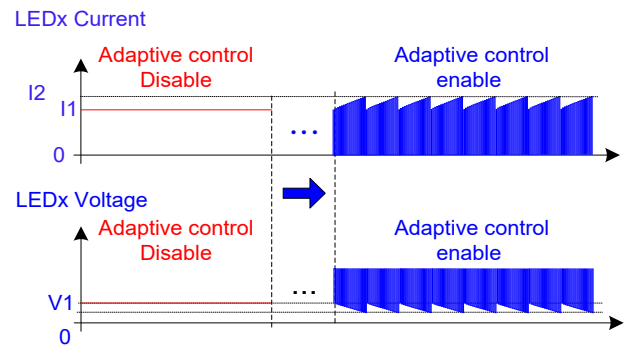 LEDx Current
Adaptive control
Disable
Adaptive control
enable
I2
I1
...
0
LEDx Voltage
Adaptive control
Disable
Adaptive control
enable
...
V1
0